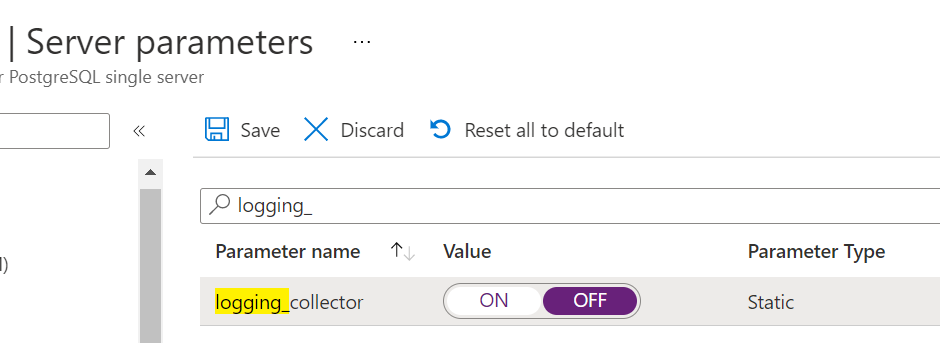 | Server parameters ...
r PostgreSQL single server
Save Discard Reset all to default
logging_
Parameter name Value Parameter Type
l)
logging_collector ON OFF Static